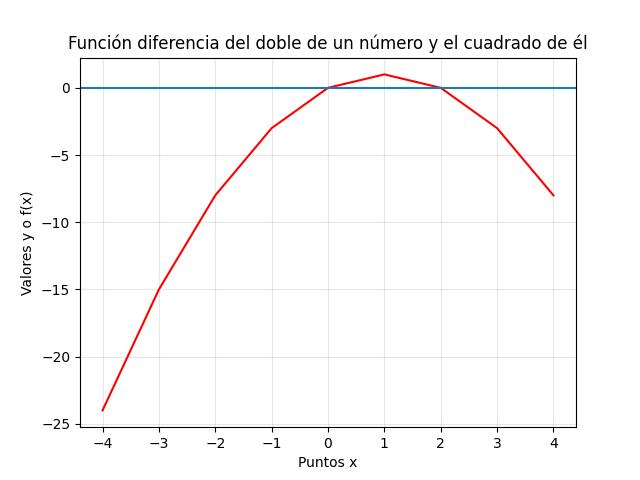 Función diferencia del doble de un número y el cuadrado de él
0
−5
−10
−15
−20
−25
Valores y o f(x)
−4 −3 −2 −1 0 1 2 3 4
Puntos x